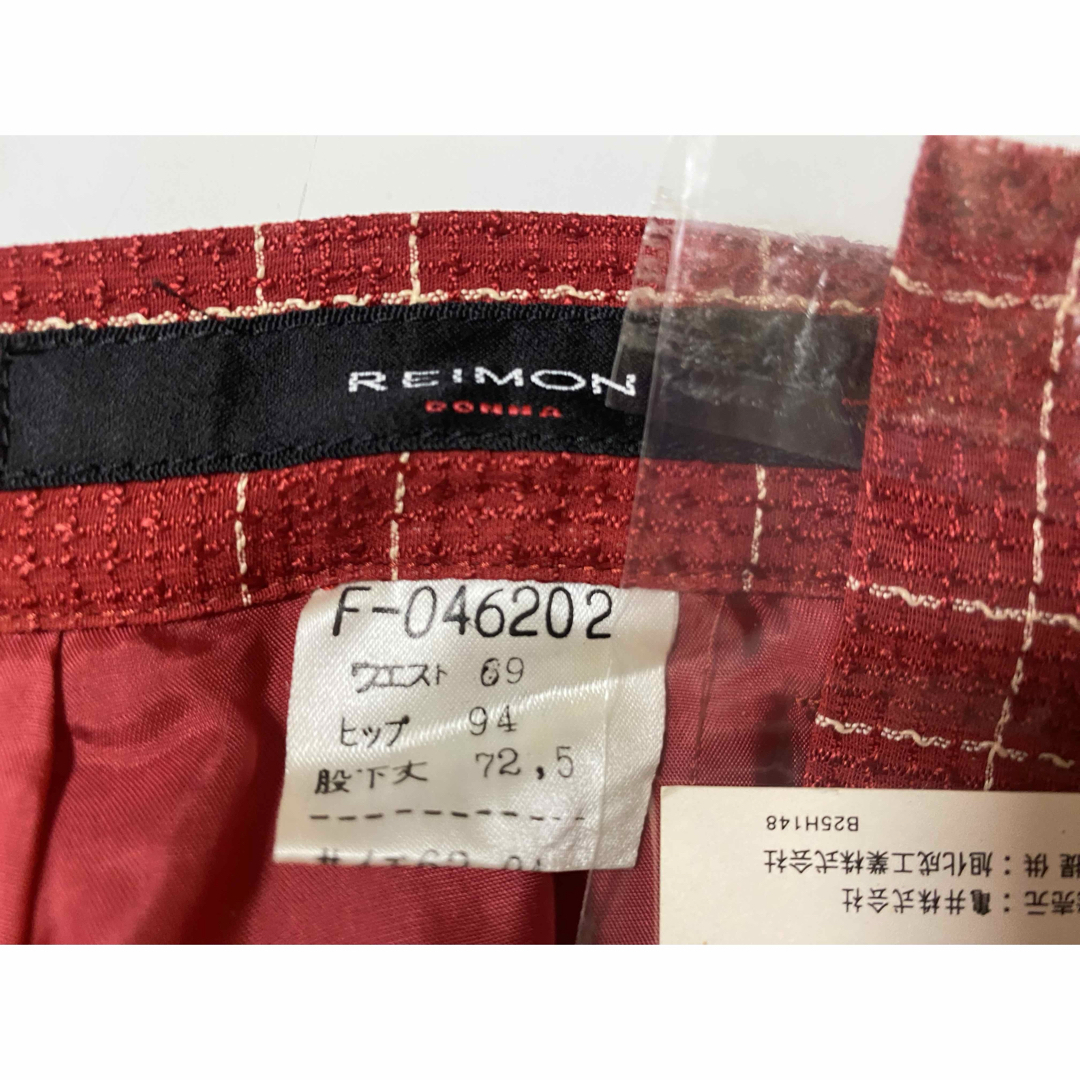 REIMON
DONNA
F-046202
ウエスト 69
ヒップ 94
股下丈 72,5
B25H148
提供：旭化成工業株式会社
売元：亀井株式会社